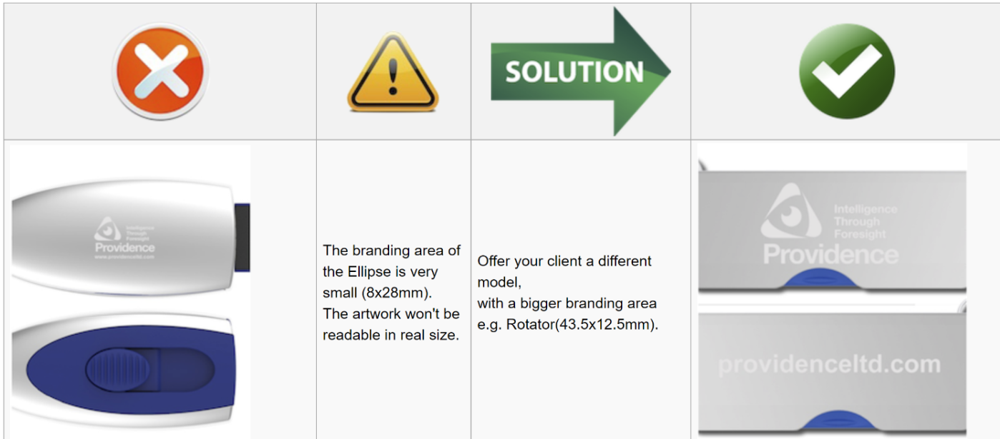 SOLUTION
Intelligence
Through
Foresight
Providence
www.providenceltd.com
The branding area of
the Ellipse is very
small (8x28mm).
The artwork won't be
readable in real size.
Offer your client a different
model,
with a bigger branding area
e.g. Rotator(43.5x12.5mm).
Intelligence
Through
Foresight
Providence
providenceltd.com